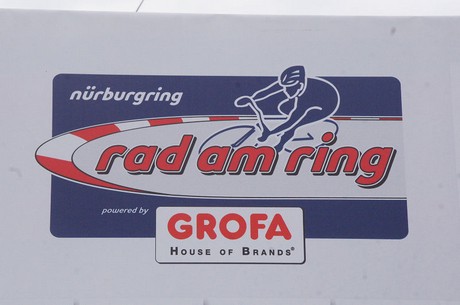 nürburgring
rad am ring
powered by
GROFA
HOUSE OF BRANDS®